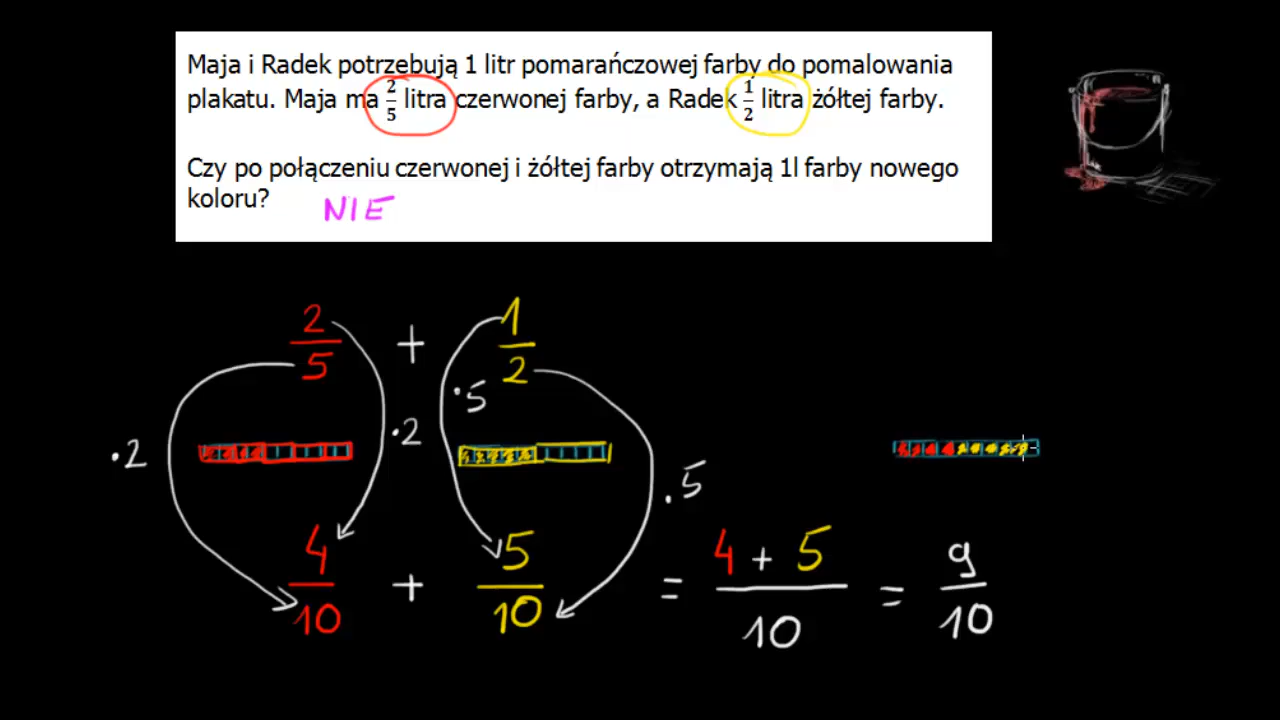 Maja i Radek potrzebują 1 litr pomarańczowej farby do pomalowania
plakatu. Maja ma 2/5 litra czerwonej farby, a Radek 1/2 litra żółtej farby.
Czy po połączeniu czerwonej i żółtej farby otrzymają 1l farby nowego
koloru? NIE
2/5 + 1/2
·2 ·2 ·5 ·5
4/10 + 5/10 = (4 + 5)/10 = 9/10